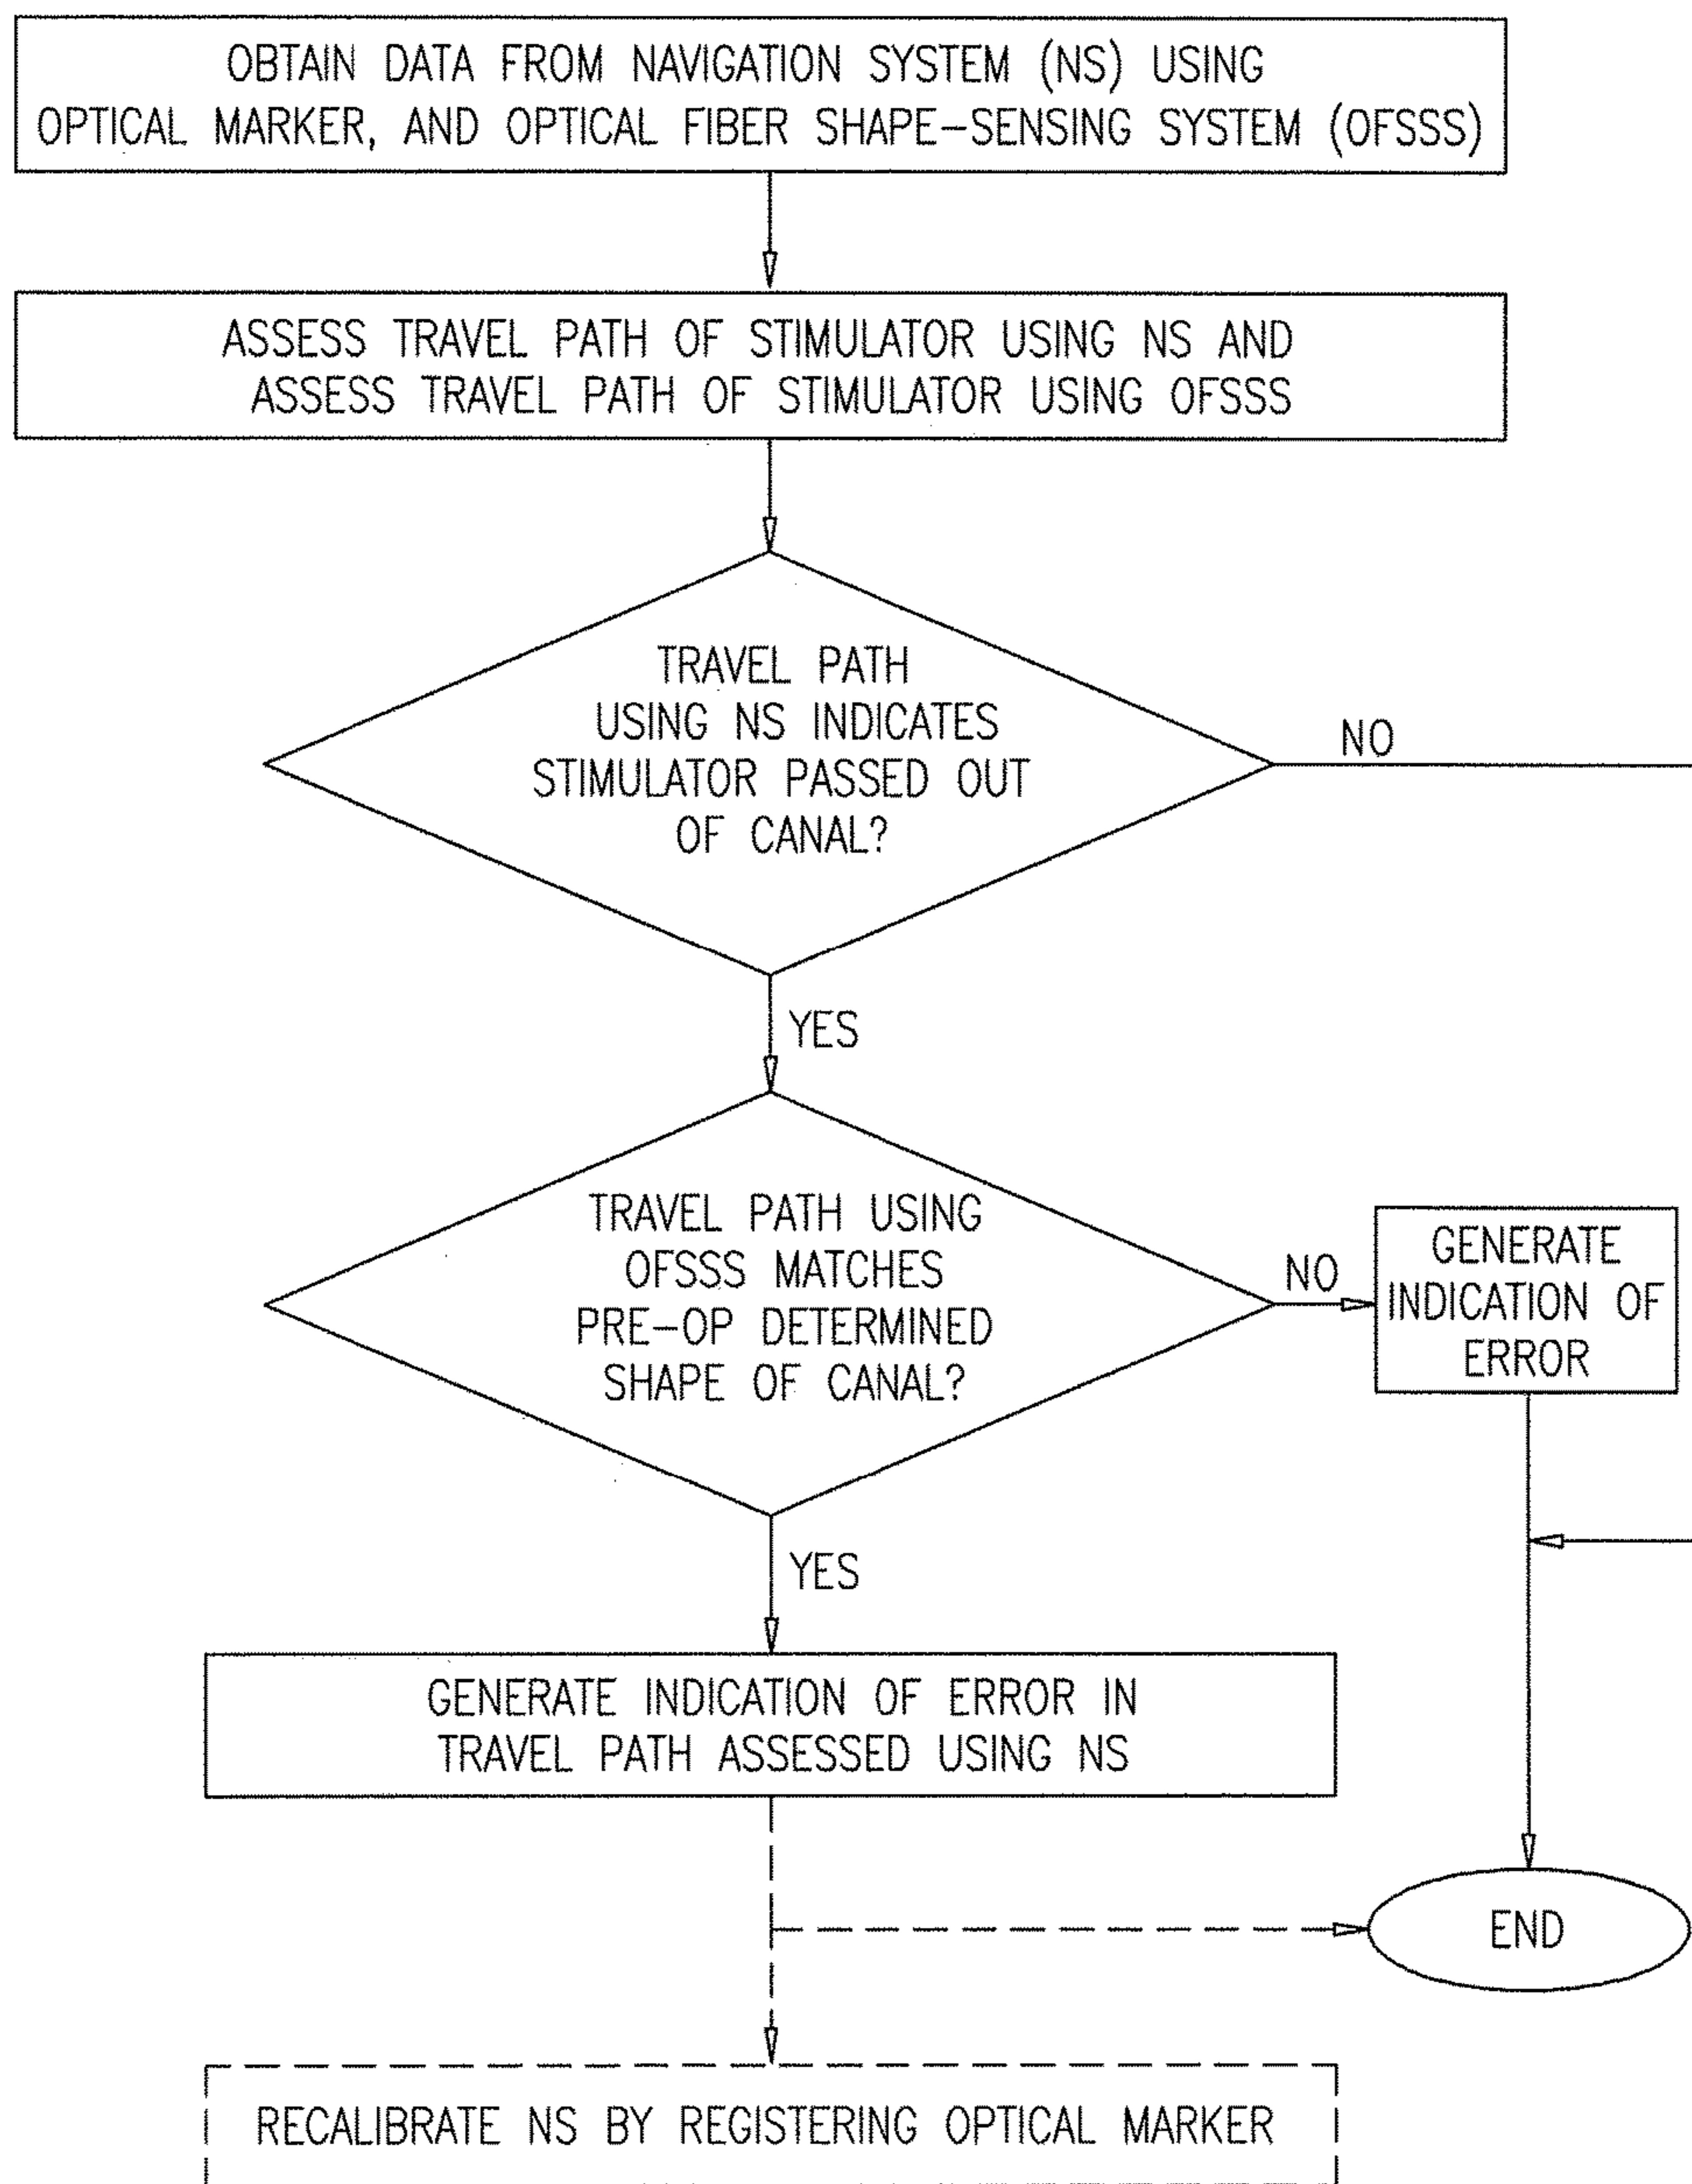 OBTAIN DATA FROM NAVIGATION SYSTEM (NS) USING
OPTICAL MARKER, AND OPTICAL FIBER SHAPE-SENSING SYSTEM (OFSSS)
ASSESS TRAVEL PATH OF STIMULATOR USING NS AND
ASSESS TRAVEL PATH OF STIMULATOR USING OFSSS
TRAVEL PATH
USING NS INDICATES
STIMULATOR PASSED OUT
OF CANAL?
NO
YES
TRAVEL PATH USING
OFSSS MATCHES
PRE-OP DETERMINED
SHAPE OF CANAL?
NO
GENERATE
INDICATION OF
ERROR
YES
GENERATE INDICATION OF ERROR IN
TRAVEL PATH ASSESSED USING NS
END
RECALIBRATE NS BY REGISTERING OPTICAL MARKER